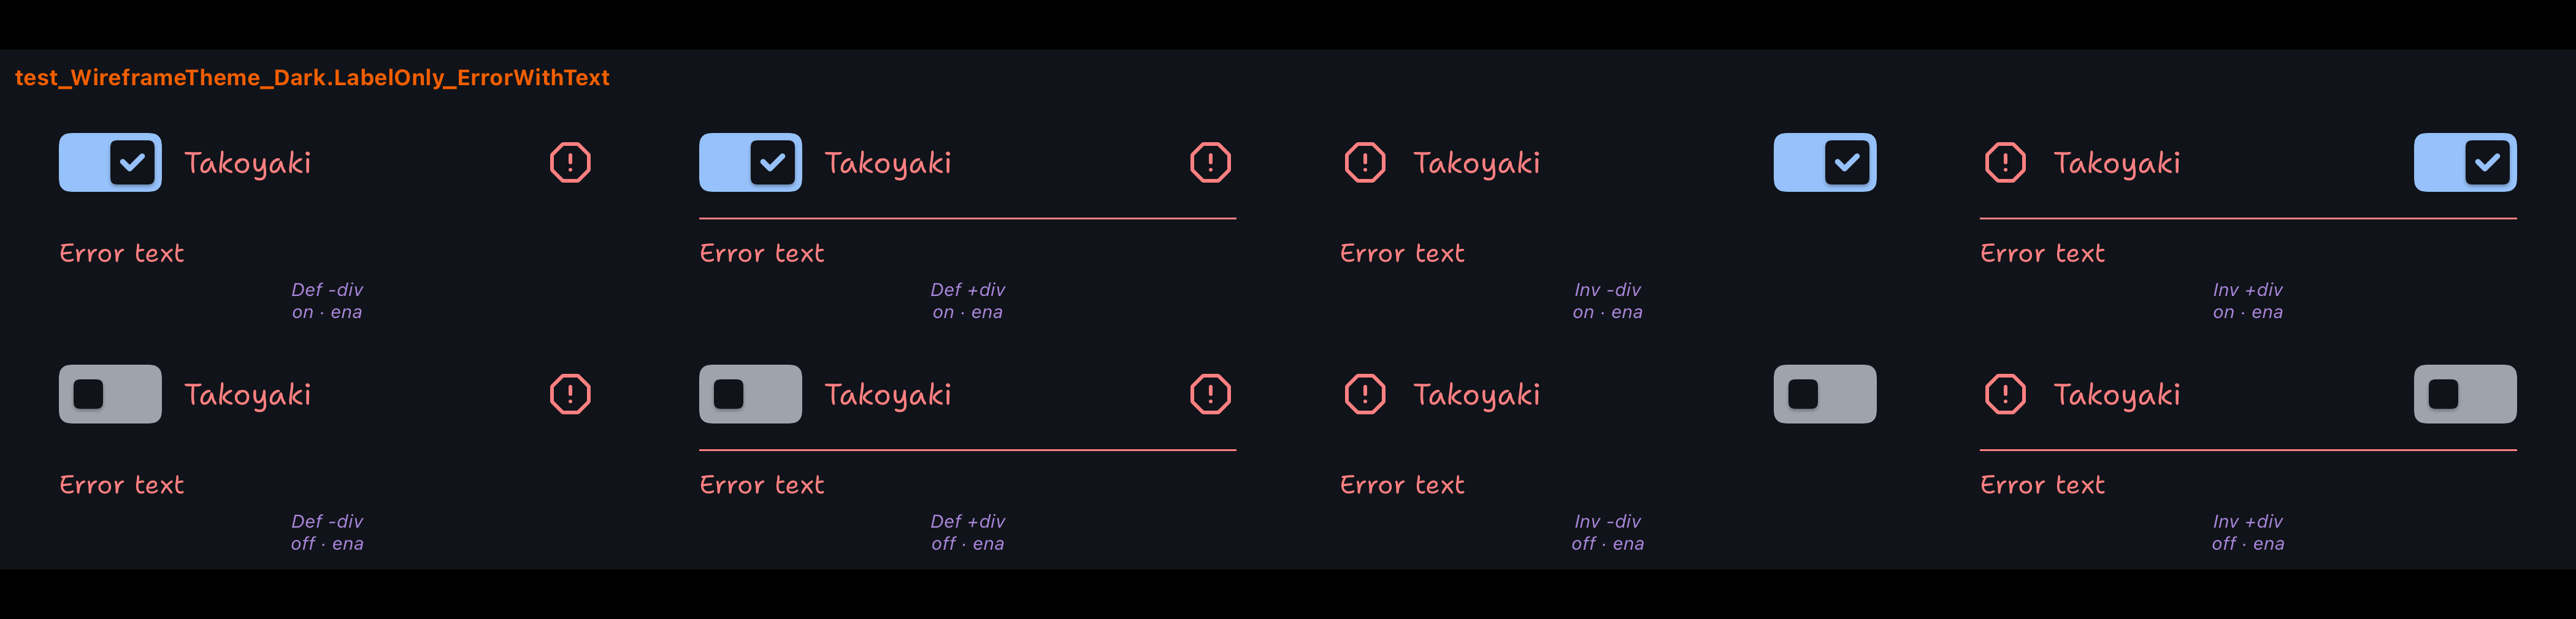 test_WireframeTheme_Dark.LabelOnly_ErrorWithText
Takoyaki
Takoyaki
Takoyaki
Takoyaki
Error text
Error text
Error text
Error text
Def -div
Def +div
Inv -div
Inv +div
on · ena
on · ena
on · ena
on · ena
Takoyaki
Takoyaki
Takoyaki
Takoyaki
Error text
Error text
Error text
Error text
Def -div
Def +div
Inv -div
Inv +div
off · ena
off · ena
off · ena
off · ena